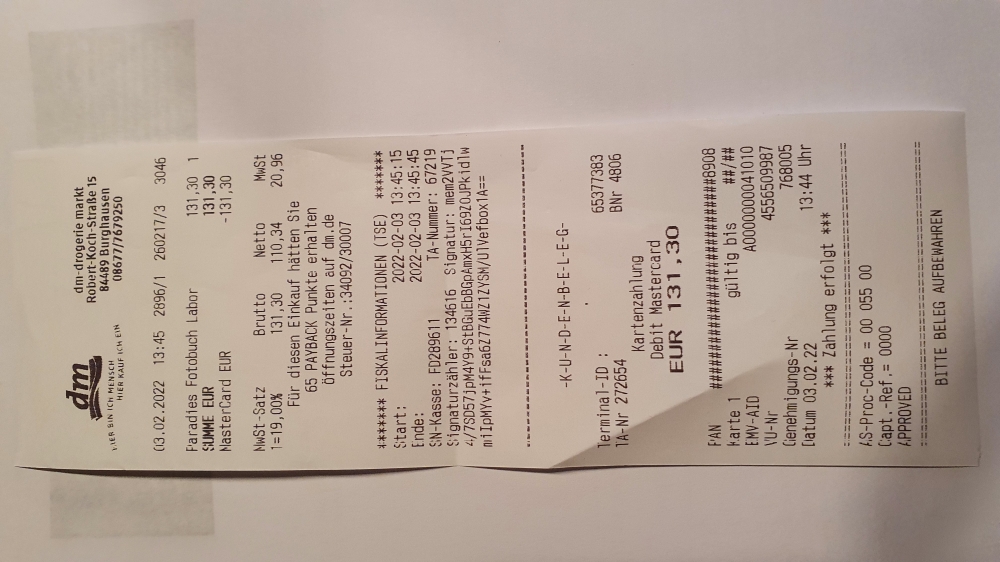 dm
HIER BIN ICH MENSCH
HIER KAUF ICH EIN
dm-drogerie markt
Robert-Koch-Straße 15
84489 Burghausen
08677/7679250
03.02.2022 13:45 2896/1 260217/3 3046
Paradies Fotobuch Labor 131,30 1
SUMME EUR 131,30
MasterCard EUR -131,30
MwSt-Satz Brutto Netto MwSt
1=19,00% 131,30 110,34 20,96
Für diesen Einkauf hätten Sie
65 PAYBACK Punkte erhalten
Öffnungszeiten auf dm.de
Steuer-Nr.:34092/30007
******* FISKALINFORMATIONEN (TSE) *******
Start: 2022-02-03 13:45:15
Ende: 2022-02-03 13:45:45
SN-Kasse: FD289611 TA-Nummer: 67219
Signaturzähler: 134616 Signatur: mem2VVTj
4/7SD57jpM4Y9+StBGuEbBGpAmxH5rI69ZOJPkidlw
milpMYv+ifFsa6Z774WZ1ZYSM/UlVefbox1A==
-K-U-N-D-E-N-B-E-L-E-G-
Terminal-ID : 65377383
TA-Nr 272654 BNr 4806
Kartenzahlung
Debit Mastercard
EUR 131,30
PAN ####################8908
Karte 1 gültig bis ##/##
EMV-AID A0000000041010
VU-Nr 4556509987
Genehmigungs-Nr 768005
Datum 03.02.22 13:44 Uhr
*** Zahlung erfolgt ***
AS-Proc-Code = 00 055 00
Capt.-Ref.= 0000
APPROVED
BITTE BELEG AUFBEWAHREN